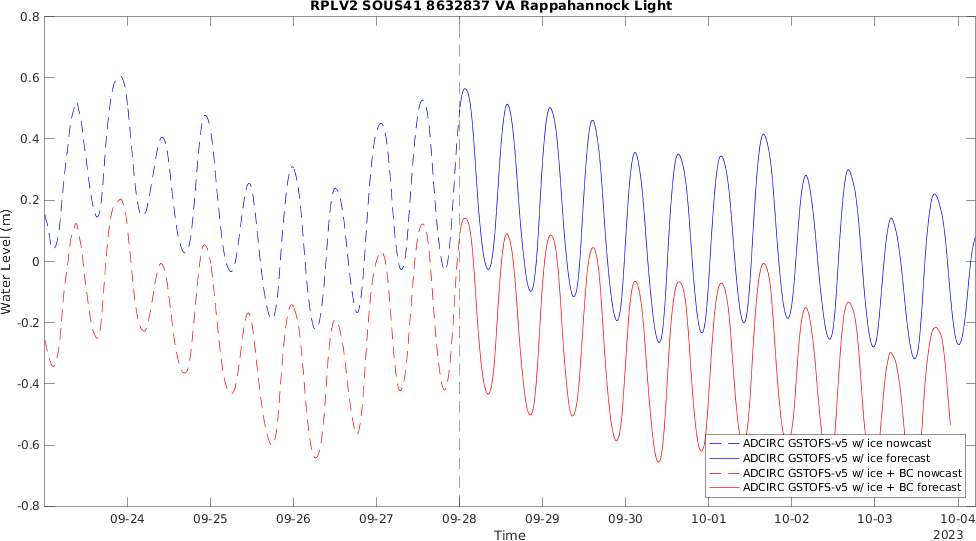 RPLV2 SOUS41 8632837 VA Rappahannock Light
0.8
0.6
0.4
0.2
0
-0.2
-0.4
-0.6
-0.8
Water Level (m)
ADCIRC GSTOFS-v5 w/ ice nowcast
ADCIRC GSTOFS-v5 w/ ice forecast
ADCIRC GSTOFS-v5 w/ ice + BC nowcast
ADCIRC GSTOFS-v5 w/ ice + BC forecast
09-24 09-25 09-26 09-27 09-28 09-29 09-30 10-01 10-02 10-03 10-04
Time
2023